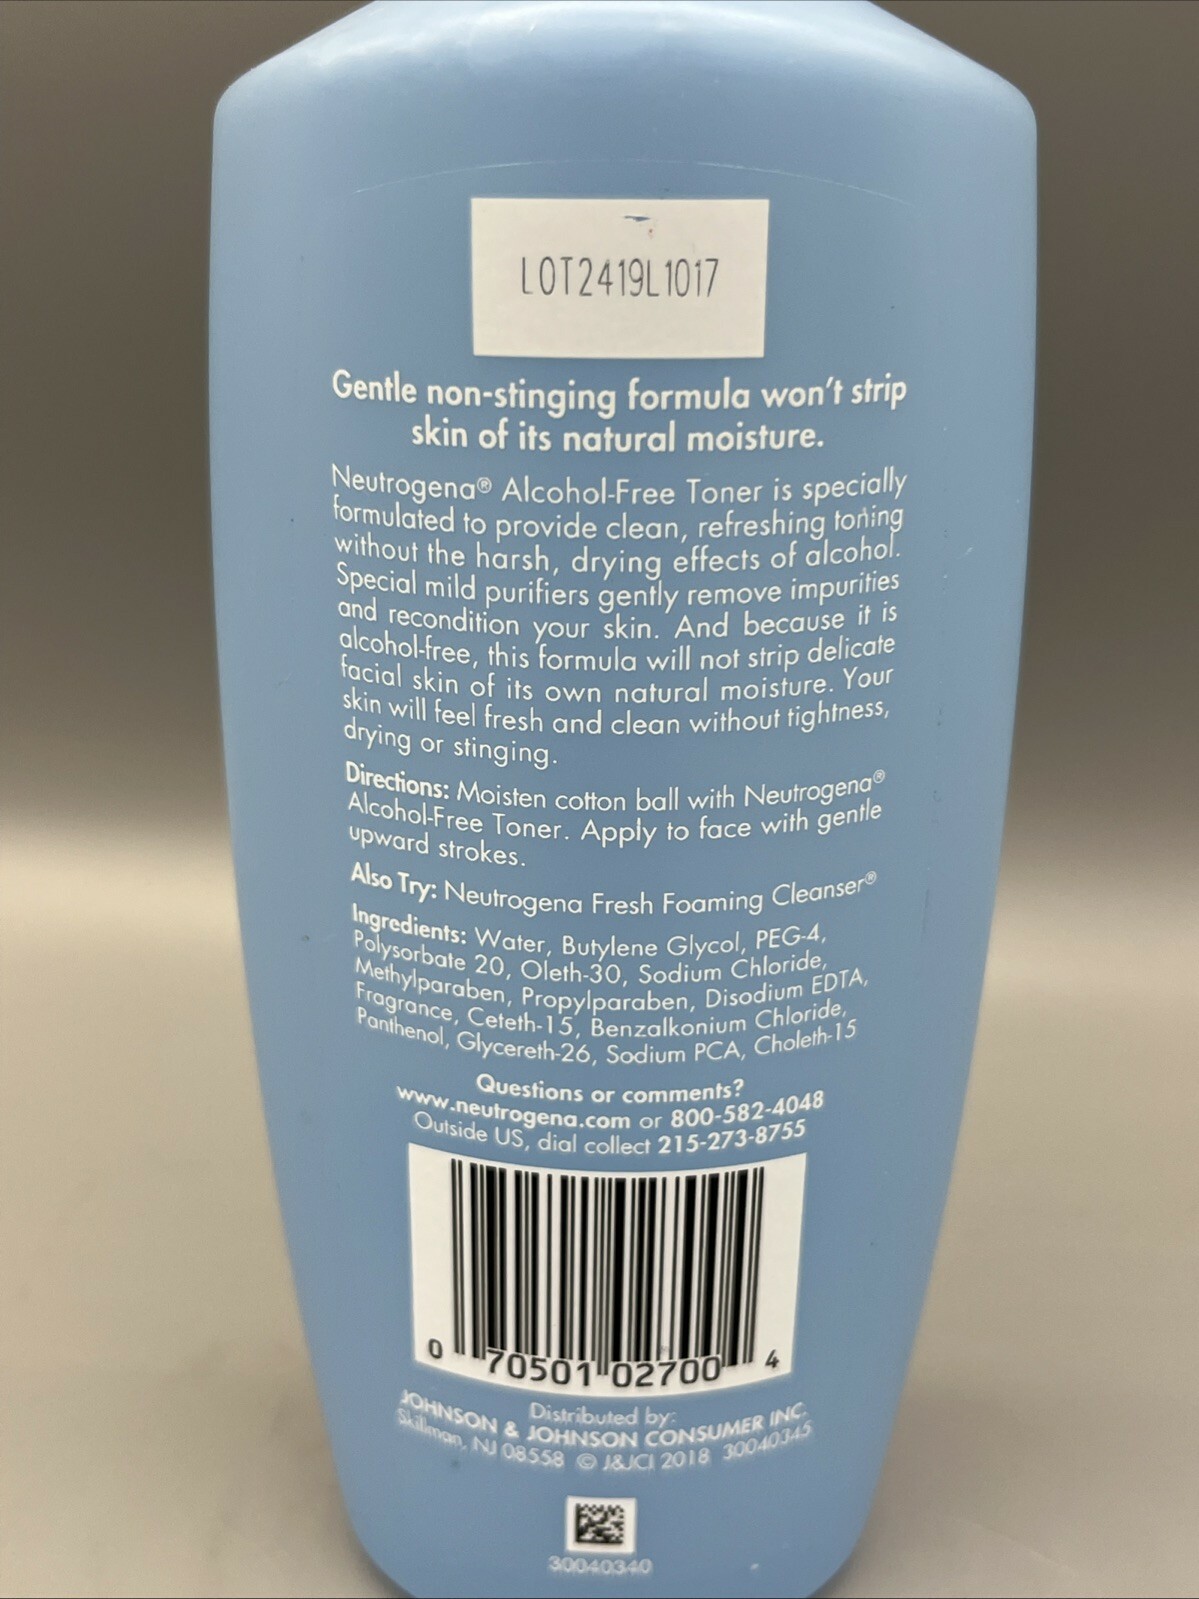 LOT2419L1017
Gentle non-stinging formula won't strip
skin of its natural moisture.
Neutrogena® Alcohol-Free Toner is specially
formulated to provide clean, refreshing toning
without the harsh, drying effects of alcohol.
Special mild purifiers gently remove impurities
and recondition your skin. And because it is
alcohol-free, this formula will not strip delicate
facial skin of its own natural moisture. Your
skin will feel fresh and clean without tightness,
drying or stinging.
Directions: Moisten cotton ball with Neutrogena®
Alcohol-Free Toner. Apply to face with gentle
upward strokes.
Also Try: Neutrogena Fresh Foaming Cleanser®
Ingredients: Water, Butylene Glycol, PEG-4,
Polysorbate 20, Oleth-30, Sodium Chloride,
Methylparaben, Propylparaben, Disodium EDTA,
Fragrance, Ceteth-15, Benzalkonium Chloride,
Panthenol, Glycereth-26, Sodium PCA, Choleth-15
Questions or comments?
www.neutrogena.com or 800-582-4048
Outside US, dial collect 215-273-8755
0 70501 02700 4
Distributed by:
JOHNSON & JOHNSON CONSUMER INC.
Skillman, NJ 08558 © J&JCI 2018 30040345
30040340